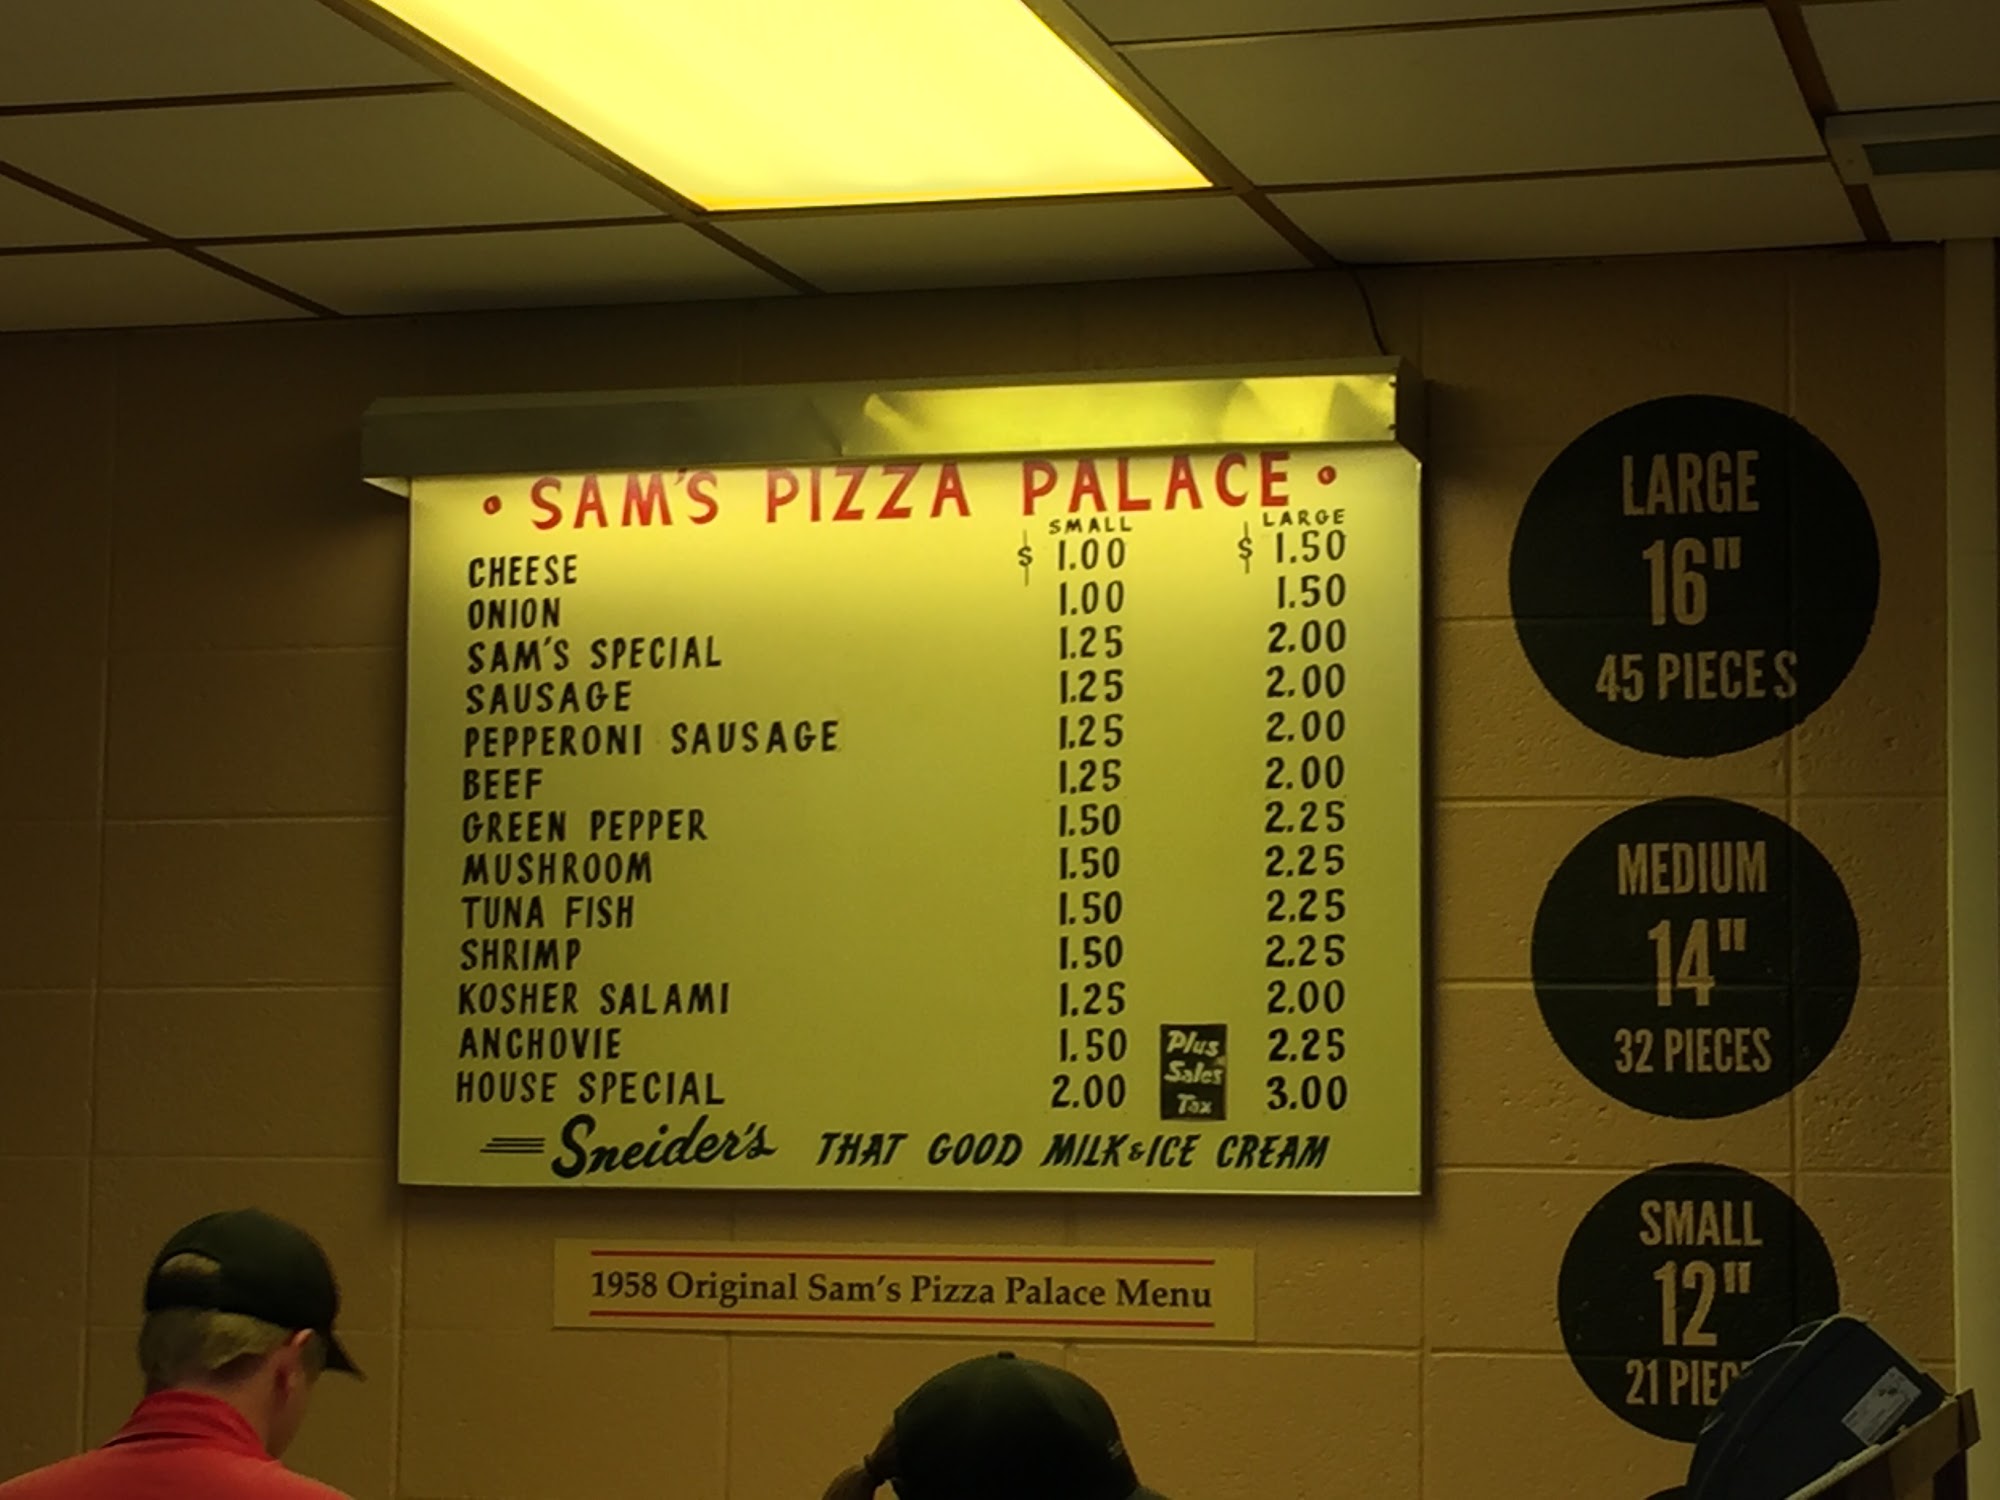 • SAM'S PIZZA PALACE •
SMALL LARGE
CHEESE $ 1.00 $ 1.50
ONION 1.00 1.50
SAM'S SPECIAL 1.25 2.00
SAUSAGE 1.25 2.00
PEPPERONI SAUSAGE 1.25 2.00
BEEF 1.25 2.00
GREEN PEPPER 1.50 2.25
MUSHROOM 1.50 2.25
TUNA FISH 1.50 2.25
SHRIMP 1.50 2.25
KOSHER SALAMI 1.25 2.00
ANCHOVIE 1.50 2.25
HOUSE SPECIAL 2.00 3.00
Plus
Sales
Tax
Sneider's THAT GOOD MILK & ICE CREAM
1958 Original Sam's Pizza Palace Menu
LARGE
16"
45 PIECES
MEDIUM
14"
32 PIECES
SMALL
12"
21